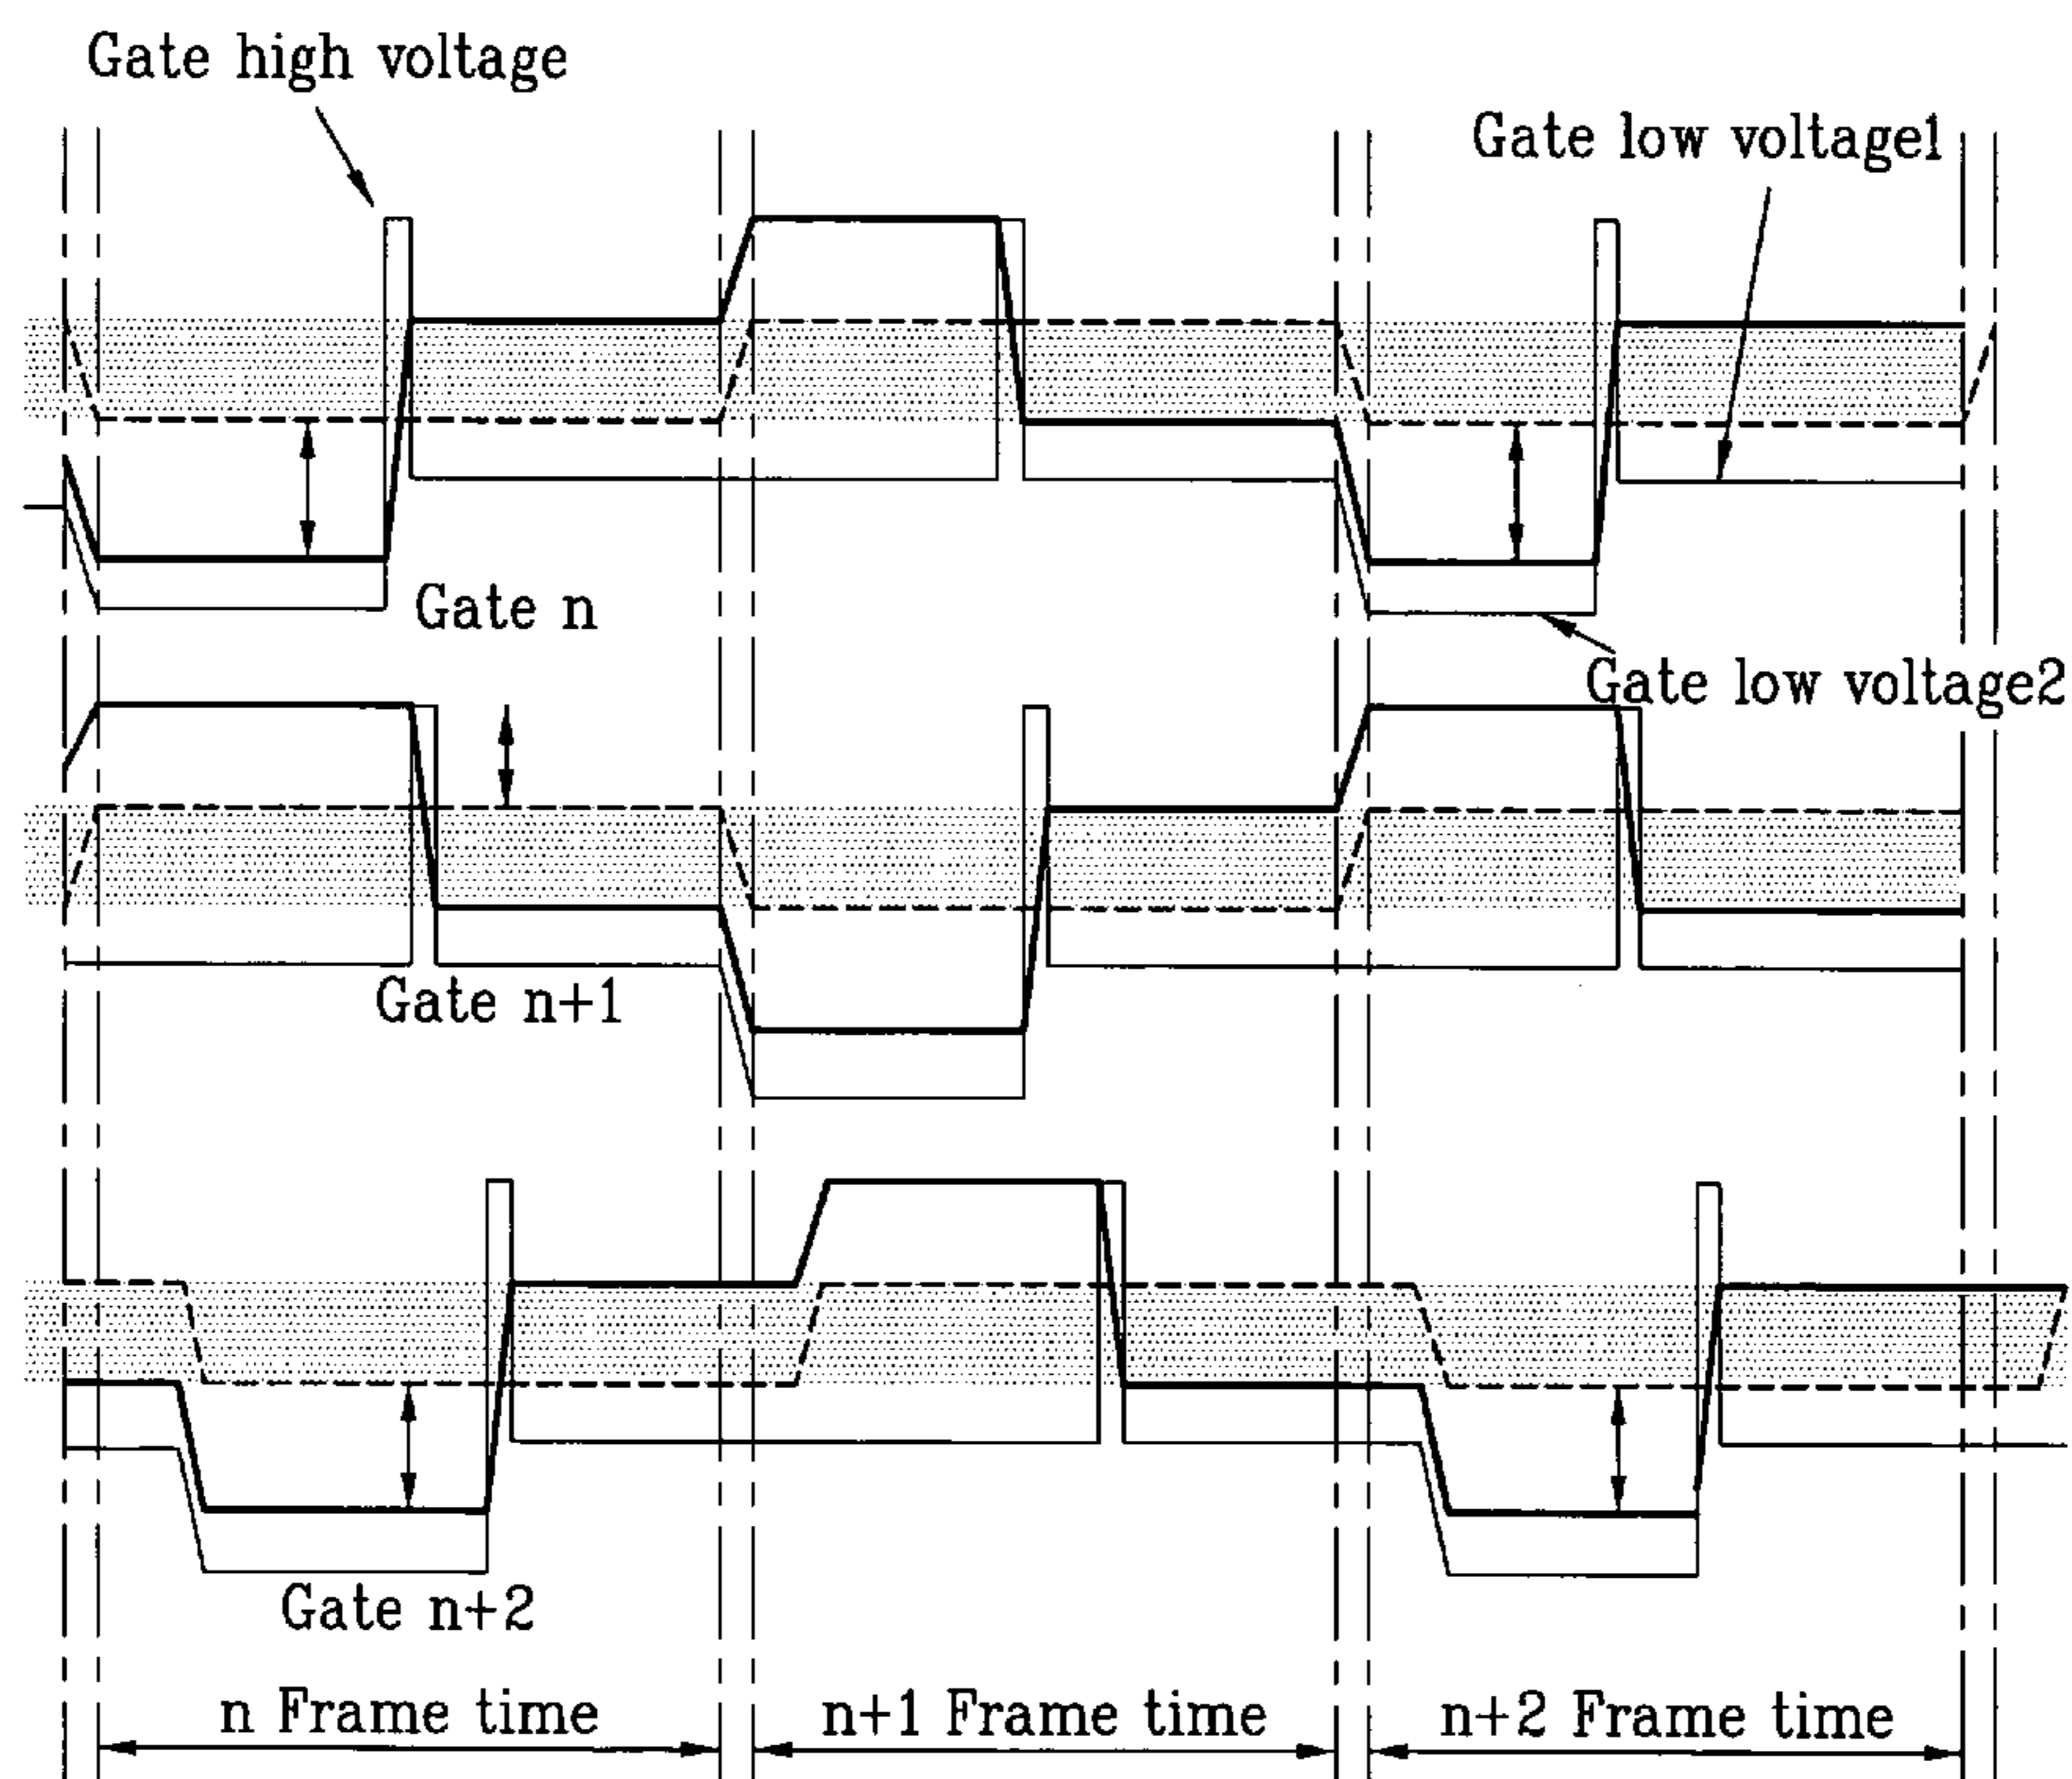 Gate high voltage
Gate low voltage1
Gate n
Gate low voltage2
Gate n+1
Gate n+2
n Frame time
n+1 Frame time
n+2 Frame time